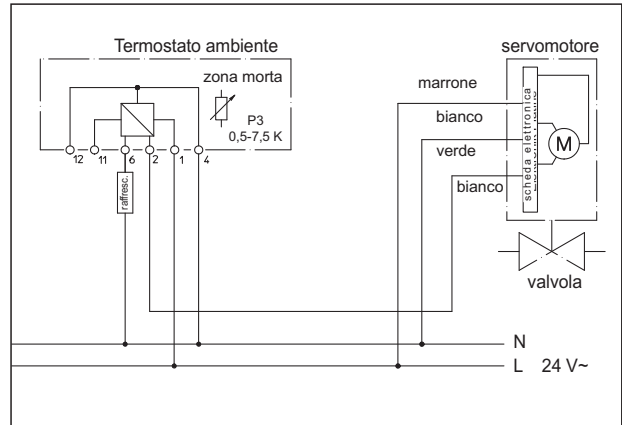 Termostato ambiente
servomotore
zona morta
P3
0,5-7,5 K
marrone
bianco
verde
bianco
scheda elettronica
M
12 11 6 2 1 4
raffresc.
valvola
N
L 24 V~